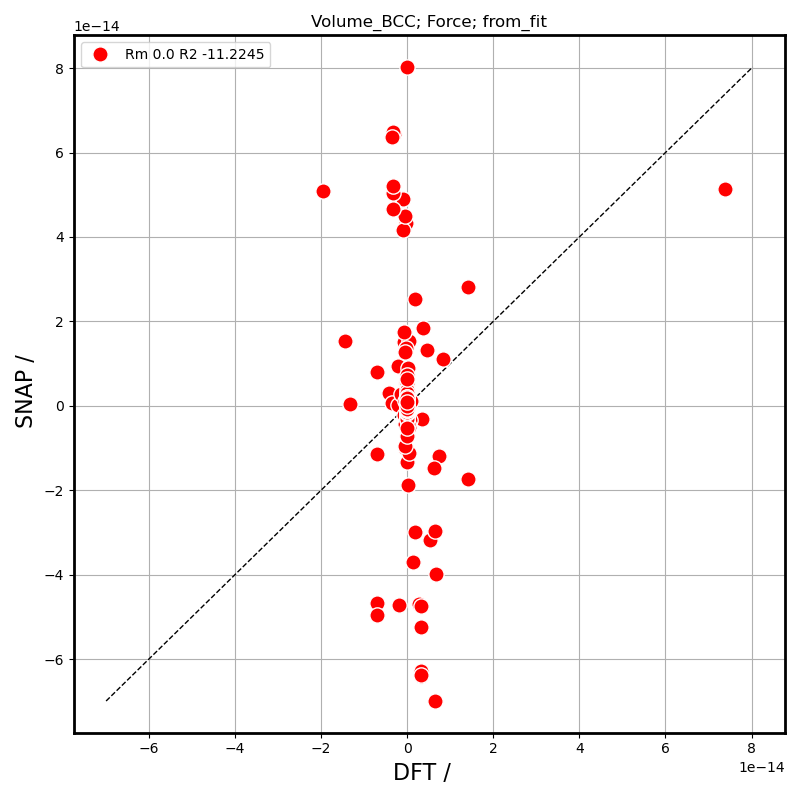 Volume_BCC; Force; from_fit
1e−14
Rm 0.0 R2 -11.2245
8
6
4
2
0
−2
−4
−6
SNAP /
−6 −4 −2 0 2 4 6 8
1e−14
DFT /